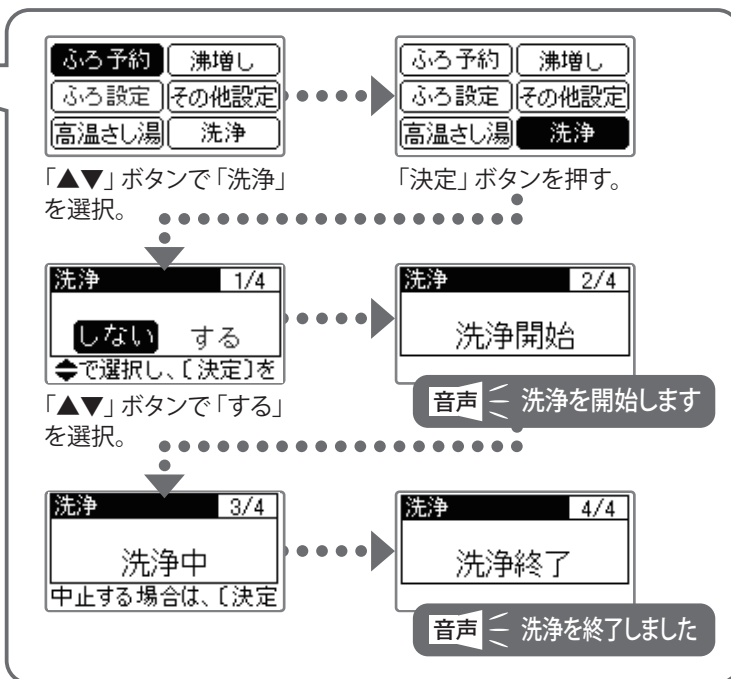 ふろ予約 沸増し
ふろ設定 その他設定
高温さし湯 洗浄
「▲▼」ボタンで「洗浄」
を選択。
ふろ予約 沸増し
ふろ設定 その他設定
高温さし湯 洗浄
「決定」ボタンを押す。
洗浄 1/4
しない する
◆で選択し、〔決定〕を
「▲▼」ボタンで「する」
を選択。
洗浄 2/4
洗浄開始
音声 洗浄を開始します
洗浄 3/4
洗浄中
中止する場合は、〔決定
洗浄 4/4
洗浄終了
音声 洗浄を終了しました